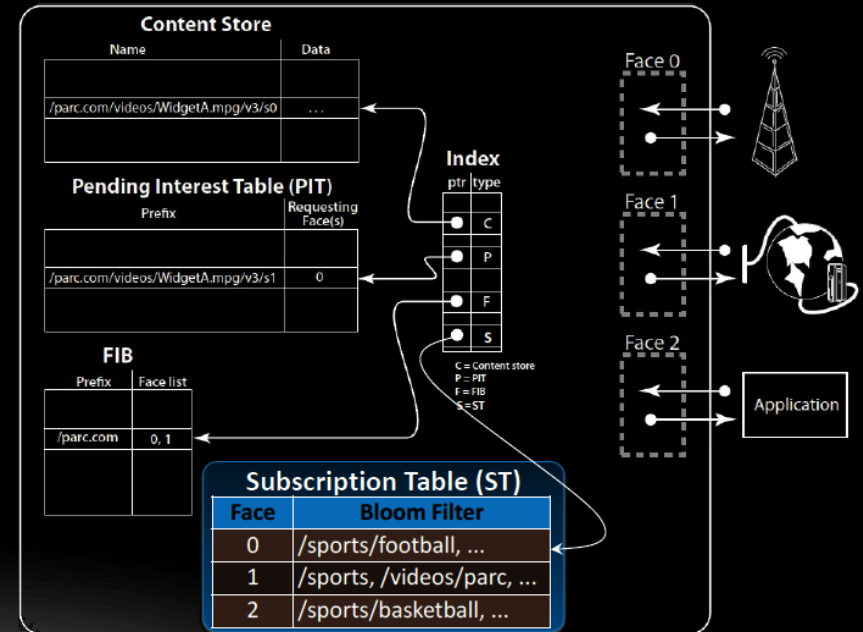 Content Store
Name Data
/parc.com/videos/WidgetA.mpg/v3/s0 ...
Pending Interest Table (PIT)
Prefix Requesting
Face(s)
/parc.com/videos/WidgetA.mpg/v3/s1 0
FIB
Prefix Face list
/parc.com 0, 1
Index
ptr type
C
P
F
S
C = Content store
P = PIT
F = FIB
S = ST
Face 0
Face 1
Face 2
Application
Subscription Table (ST)
Face Bloom Filter
0 /sports/football, ...
1 /sports, /videos/parc, ...
2 /sports/basketball, ...